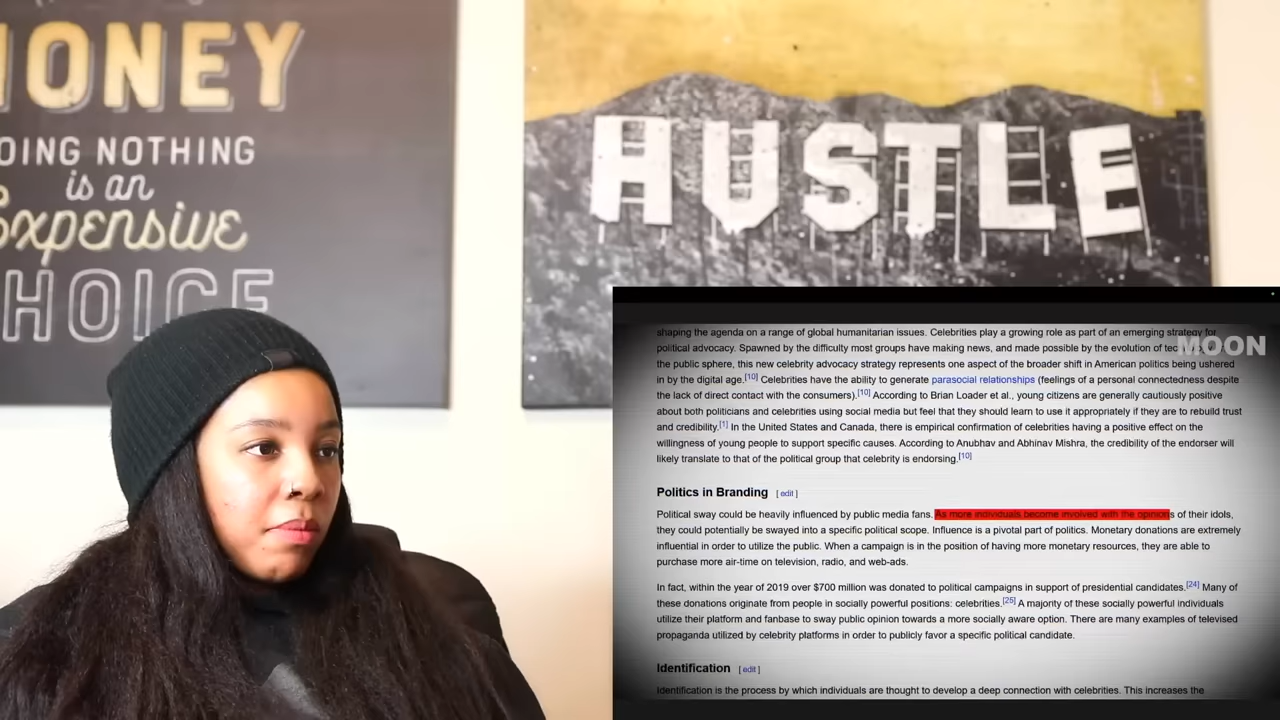 MONEY
DOING NOTHING
is an
Expensive
CHOICE
HUSTLE
MOON
shaping the agenda on a range of global humanitarian issues. Celebrities play a growing role as part of an emerging strategy for
political advocacy. Spawned by the difficulty most groups have making news, and made possible by the evolution of
the public sphere, this new celebrity advocacy strategy represents one aspect of the broader shift in American politics being ushered
in by the digital age.[10] Celebrities have the ability to generate parasocial relationships (feelings of a personal connectedness despite
the lack of direct contact with the consumers).[10] According to Brian Loader et al., young citizens are generally cautiously positive
about both politicians and celebrities using social media but feel that they should learn to use it appropriately if they are to rebuild trust
and credibility.[1] In the United States and Canada, there is empirical confirmation of celebrities having a positive effect on the
willingness of young people to support specific causes. According to Anubhav and Abhinav Mishra, the credibility of the endorser will
likely translate to that of the political group that celebrity is endorsing.[10]
Politics in Branding [ edit ]
Political sway could be heavily influenced by public media fans. As more individuals become involved with the opinions of their idols,
they could potentially be swayed into a specific political scope. Influence is a pivotal part of politics. Monetary donations are extremely
influential in order to utilize the public. When a campaign is in the position of having more monetary resources, they are able to
purchase more air-time on television, radio, and web-ads.
In fact, within the year of 2019 over $700 million was donated to political campaigns in support of presidential candidates.[24] Many of
these donations originate from people in socially powerful positions: celebrities.[25] A majority of these socially powerful individuals
utilize their platform and fanbase to sway public opinion towards a more socially aware option. There are many examples of televised
propaganda utilized by celebrity platforms in order to publicly favor a specific political candidate.
Identification [ edit ]
Identification is the process by which individuals are thought to develop a deep connection with celebrities. This increases the